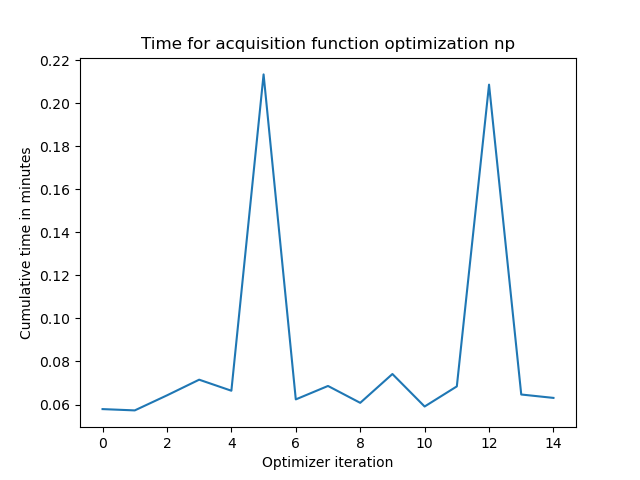 Time for acquisition function optimization np
Cumulative time in minutes
0.22
0.20
0.18
0.16
0.14
0.12
0.10
0.08
0.06
0 2 4 6 8 10 12 14
Optimizer iteration